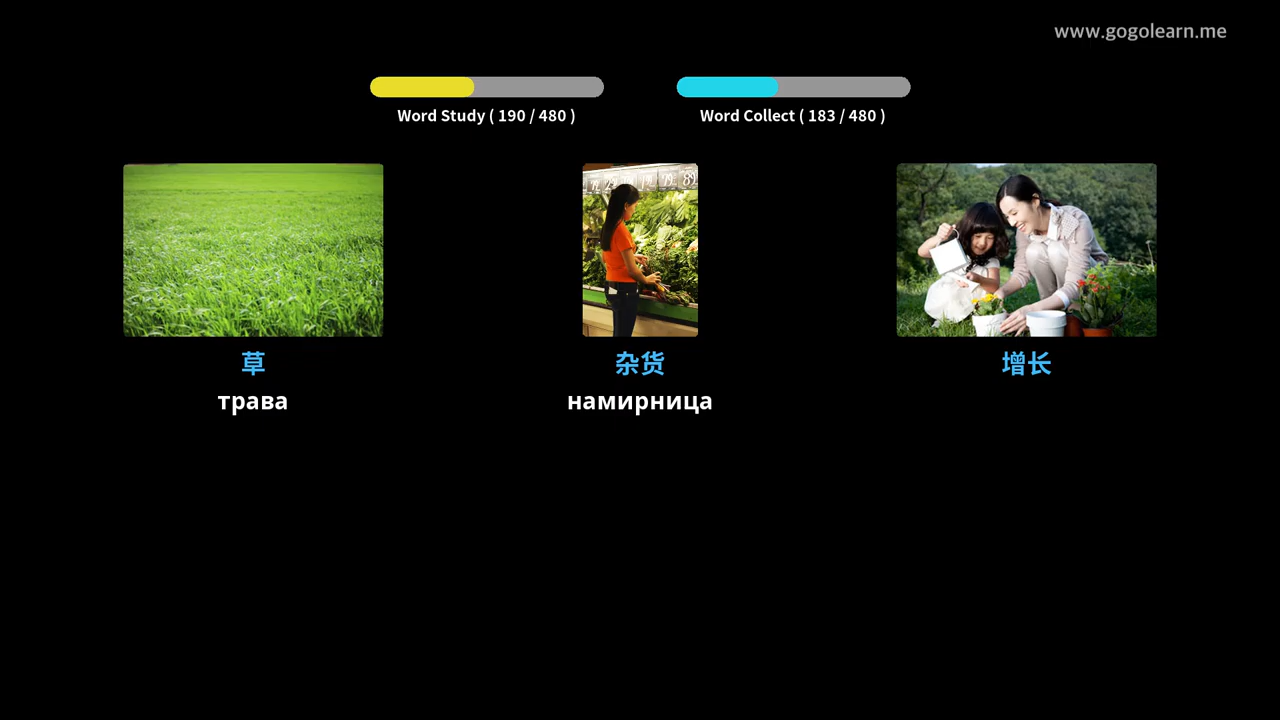 www.gogolearn.me
Word Study ( 190 / 480 )
Word Collect ( 183 / 480 )
草
杂货
增长
трава
намирница